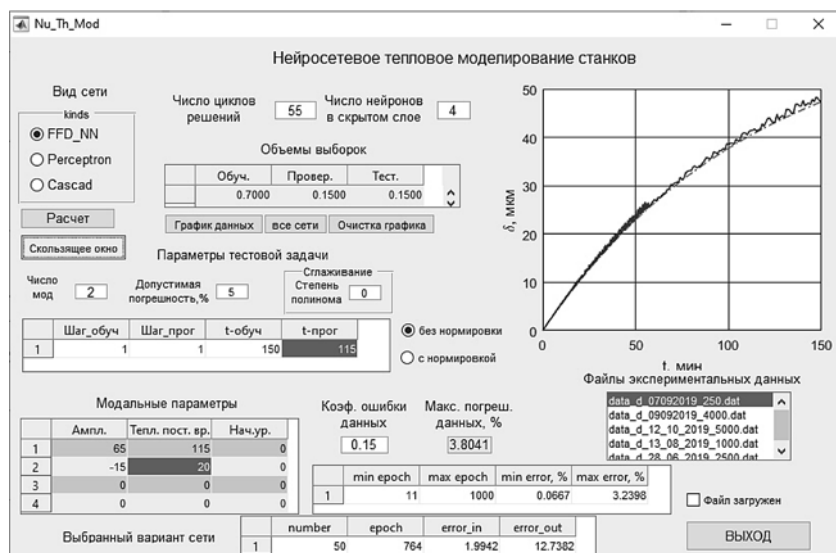 Nu_Th_Mod
Нейросетевое тепловое моделирование станков
Вид сети
kinds
FFD_NN
Perceptron
Cascad
Расчет
Скользящее окно
Число циклов решений 55
Число нейронов в скрытом слое 4
Объемы выборок
Обуч. Провер. Тест.
0.7000 0.1500 0.1500
График данных все сети Очистка графика
Параметры тестовой задачи
Число мод 2
Допустимая погрешность,% 5
Сглаживание
Степень полинома 0
Шаг_обуч Шаг_прог t-обуч t-прог
1 1 1 150 115
без нормировки
с нормировкой
δ, мкм
50
40
30
20
10
0
0 50 100 150
t, мин
Файлы экспериментальных данных
data_d_07092019_250.dat
data_d_09092019_4000.dat
data_d_12_10_2019_5000.dat
data_d_13_08_2019_1000.dat
data_d_28_06_2019_2500.dat
Модальные параметры
Ампл. Тепл. пост. вр. Нач.ур.
1 65 115 0
2 -15 20 0
3 0 0 0
4 0 0 0
Коэф. ошибки данных
0.15
Макс. погреш. данных, %
3.8041
min epoch max epoch min error, % max error, %
1 11 1000 0.0667 3.2398
Файл загружен
Выбранный вариант сети
number epoch error_in error_out
1 50 764 1.9942 12.7382
ВЫХОД